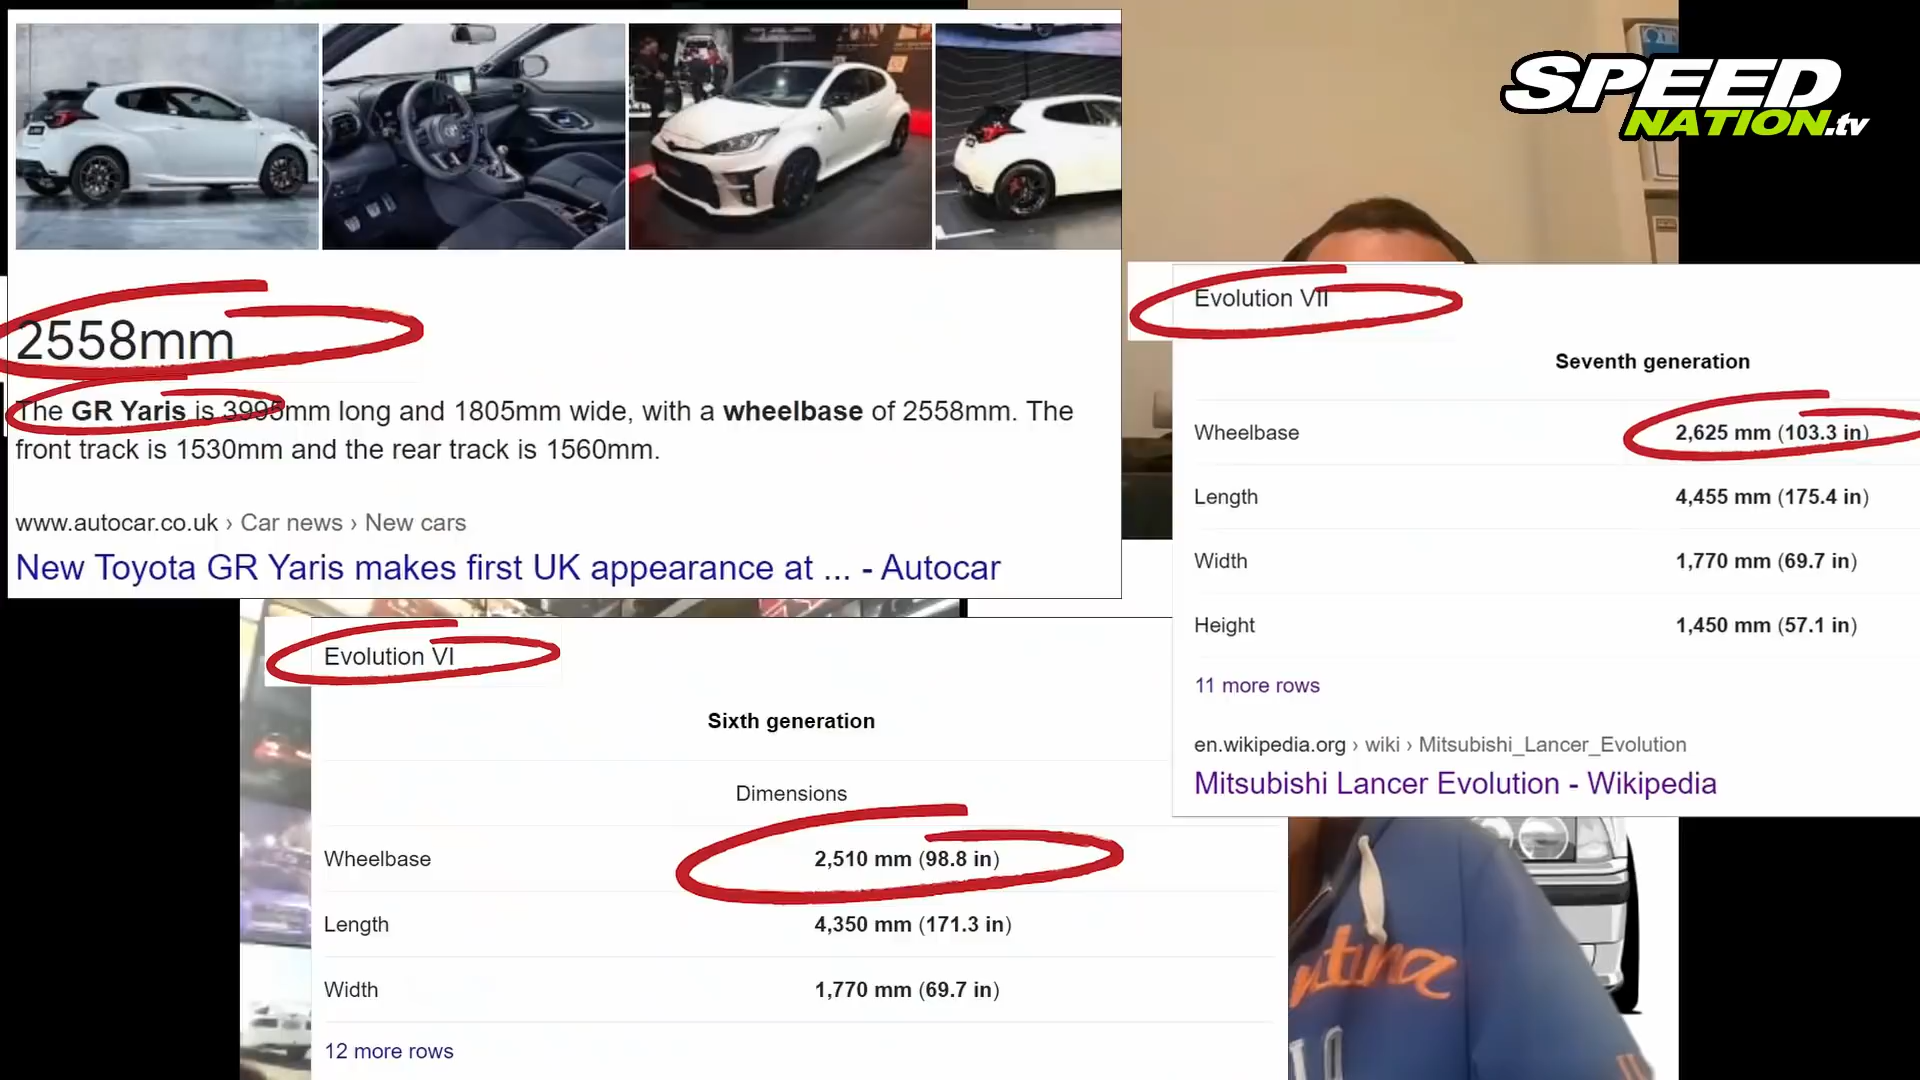 SPEED
NATION.tv
2558mm
The GR Yaris is 3995mm long and 1805mm wide, with a wheelbase of 2558mm. The
front track is 1530mm and the rear track is 1560mm.
www.autocar.co.uk › Car news › New cars
New Toyota GR Yaris makes first UK appearance at ... - Autocar
Evolution VII
Seventh generation
Wheelbase 2,625 mm (103.3 in)
Length 4,455 mm (175.4 in)
Width 1,770 mm (69.7 in)
Height 1,450 mm (57.1 in)
11 more rows
en.wikipedia.org › wiki › Mitsubishi_Lancer_Evolution
Mitsubishi Lancer Evolution - Wikipedia
Evolution VI
Sixth generation
Dimensions
Wheelbase 2,510 mm (98.8 in)
Length 4,350 mm (171.3 in)
Width 1,770 mm (69.7 in)
12 more rows